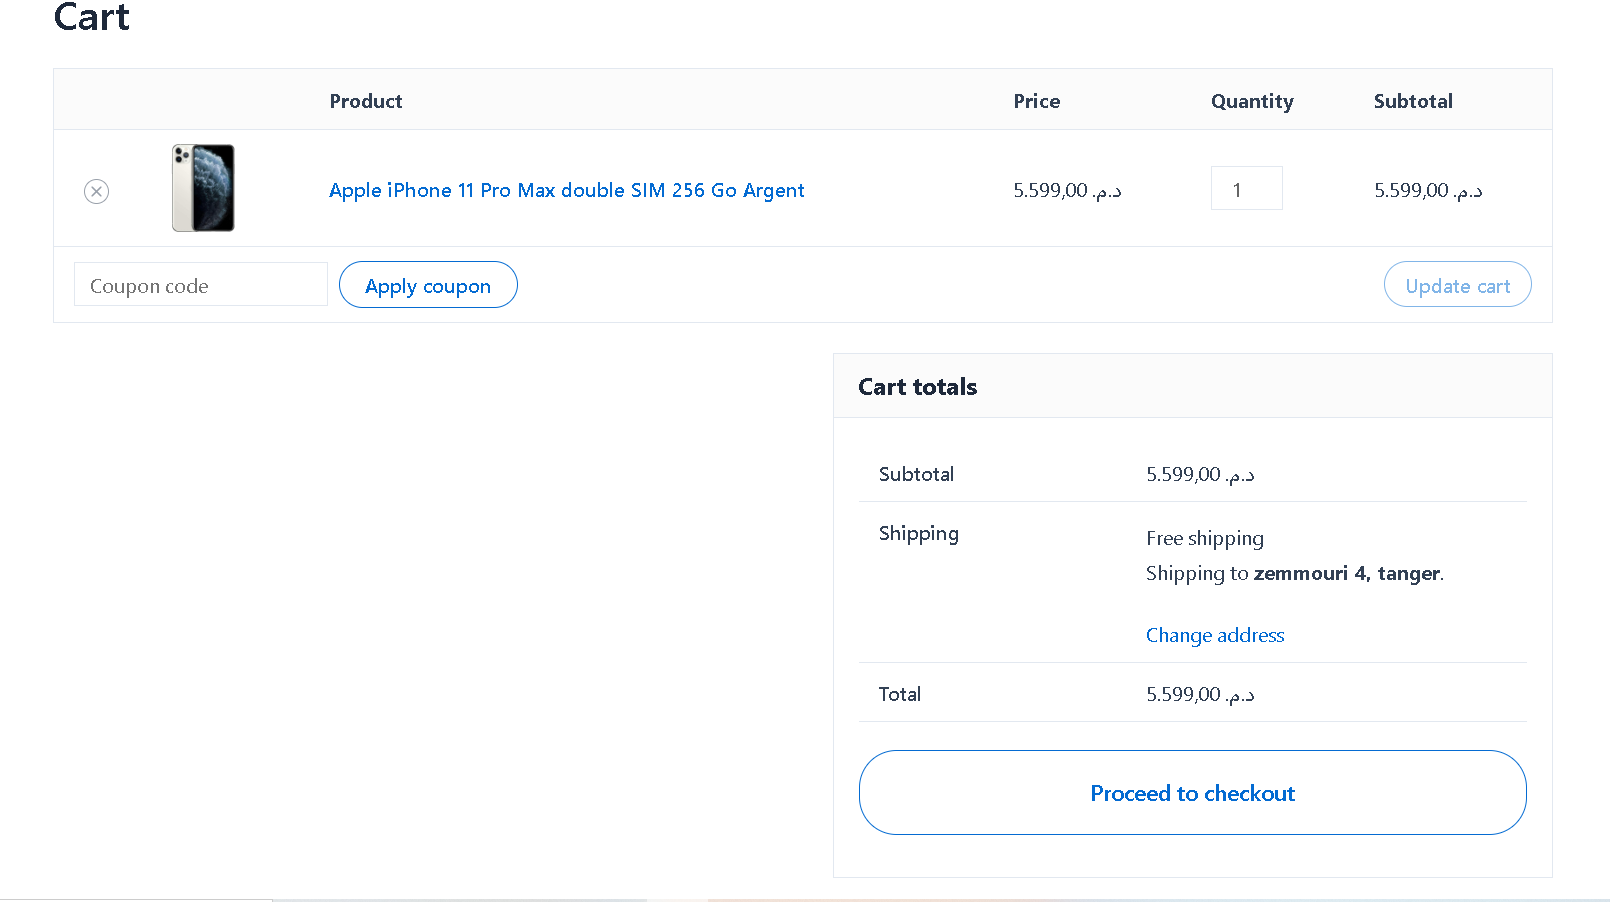 Cart
Product Price Quantity Subtotal
Apple iPhone 11 Pro Max double SIM 256 Go Argent 5.599,00 د.م. 1 5.599,00 د.م.
Coupon code Apply coupon Update cart
Cart totals
Subtotal 5.599,00 د.م.
Shipping Free shipping
Shipping to zemmouri 4, tanger.
Change address
Total 5.599,00 د.م.
Proceed to checkout